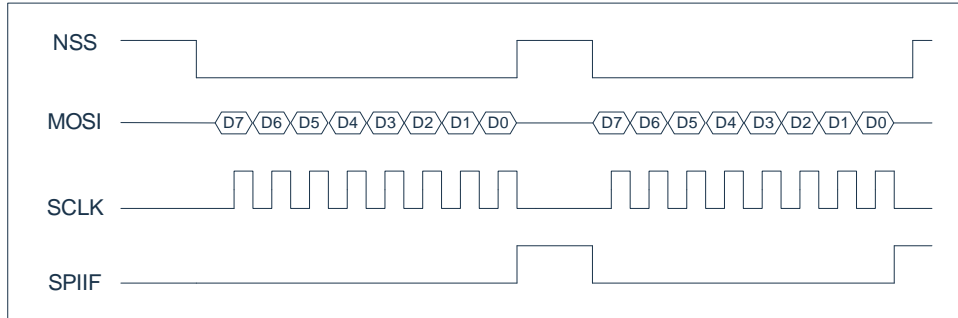 NSS
MOSI D7 D6 D5 D4 D3 D2 D1 D0 D7 D6 D5 D4 D3 D2 D1 D0
SCLK
SPIIF